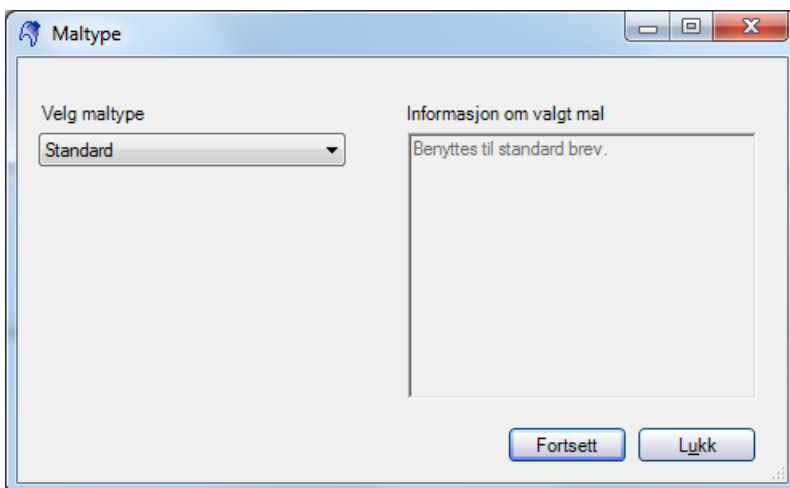 Maltype
Velg maltype
Standard
Informasjon om valgt mal
Benyttes til standard brev.
Fortsett
Lukk